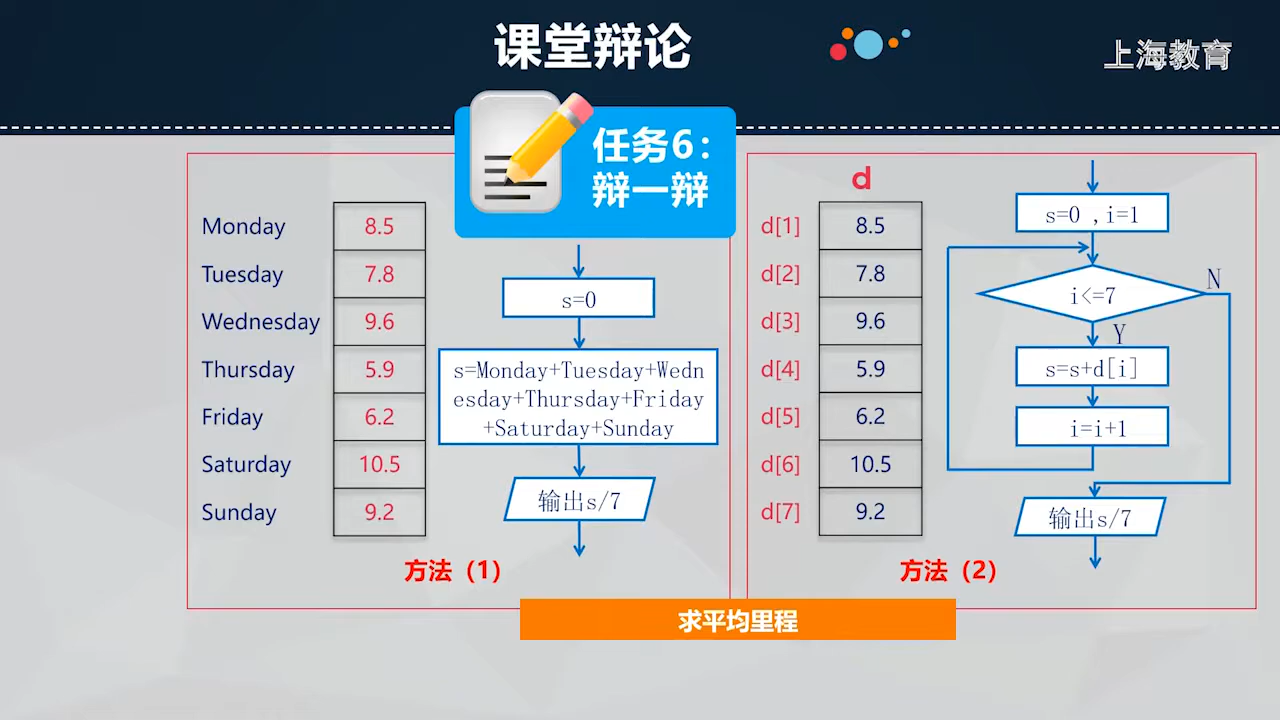 课堂辩论
上海教育
任务6：
辩一辩
Monday 8.5
Tuesday 7.8
Wednesday 9.6
Thursday 5.9
Friday 6.2
Saturday 10.5
Sunday 9.2
s=0
s=Monday+Tuesday+Wedn
esday+Thursday+Friday
+Saturday+Sunday
输出s/7
方法（1）
d
d[1] 8.5
d[2] 7.8
d[3] 9.6
d[4] 5.9
d[5] 6.2
d[6] 10.5
d[7] 9.2
s=0 ,i=1
i<=7
N
Y
s=s+d[i]
i=i+1
输出s/7
方法（2）
求平均里程